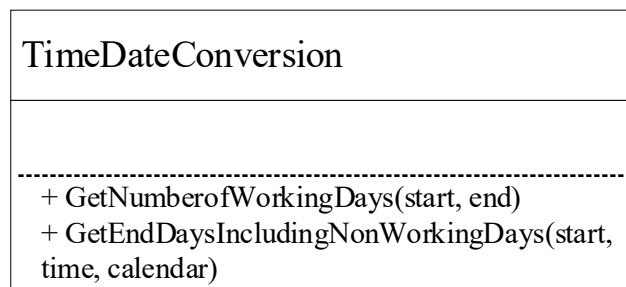 TimeDateConversion
+ GetNumberofWorkingDays(start, end)
+ GetEndDaysIncludingNonWorkingDays(start,
time, calendar)